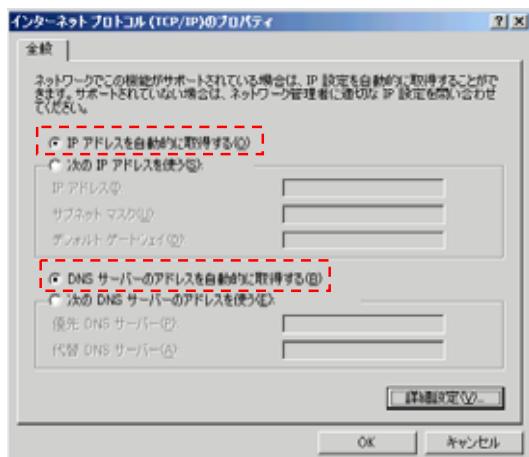 インターネット プロトコル (TCP/IP)のプロパティ
全般
ネットワークでこの機能がサポートされている場合は、IP 設定を自動的に取得することがで
きます。サポートされていない場合は、ネットワーク管理者に適切な IP 設定を問い合わせ
てください。
IP アドレスを自動的に取得する(O)
次の IP アドレスを使う(S):
IP アドレス(I):
サブネット マスク(U):
デフォルト ゲートウェイ(D):
DNS サーバーのアドレスを自動的に取得する(B)
次の DNS サーバーのアドレスを使う(E):
優先 DNS サーバー(P):
代替 DNS サーバー(A):
詳細設定(V)...
OK
キャンセル